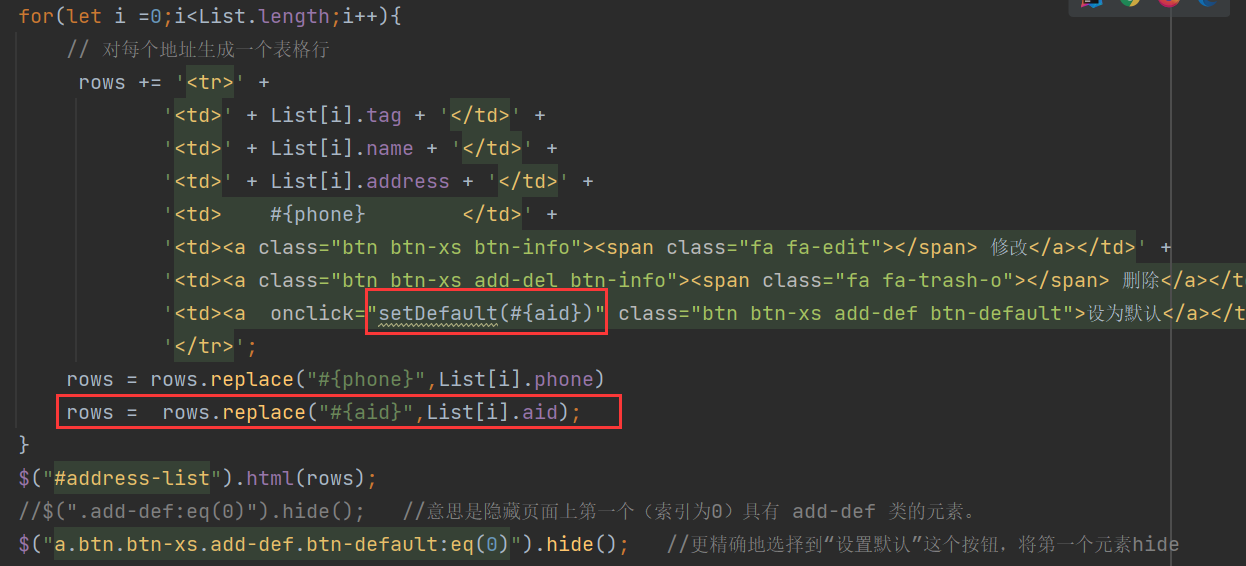 for(let i =0;i<List.length;i++){
// 对每个地址生成一个表格行
rows += '<tr>' +
'<td>' + List[i].tag + '</td>' +
'<td>' + List[i].name + '</td>' +
'<td>' + List[i].address + '</td>' +
'<td>    #{phone}        </td>' +
'<td><a class="btn btn-xs btn-info"><span class="fa fa-edit"></span> 修改</a></td>' +
'<td><a class="btn btn-xs add-del btn-info"><span class="fa fa-trash-o"></span> 删除</a></t
'<td><a  onclick="setDefault(#{aid})" class="btn btn-xs add-def btn-default">设为默认</a></t
'</tr>';
rows = rows.replace("#{phone}",List[i].phone)
rows =  rows.replace("#{aid}",List[i].aid);
}
$("#address-list").html(rows);
//$(".add-def:eq(0)").hide();   //意思是隐藏页面上第一个（索引为0）具有 add-def 类的元素。
$("a.btn.btn-xs.add-def.btn-default:eq(0)").hide();   //更精确地选择到“设置默认”这个按钮，将第一个元素hide